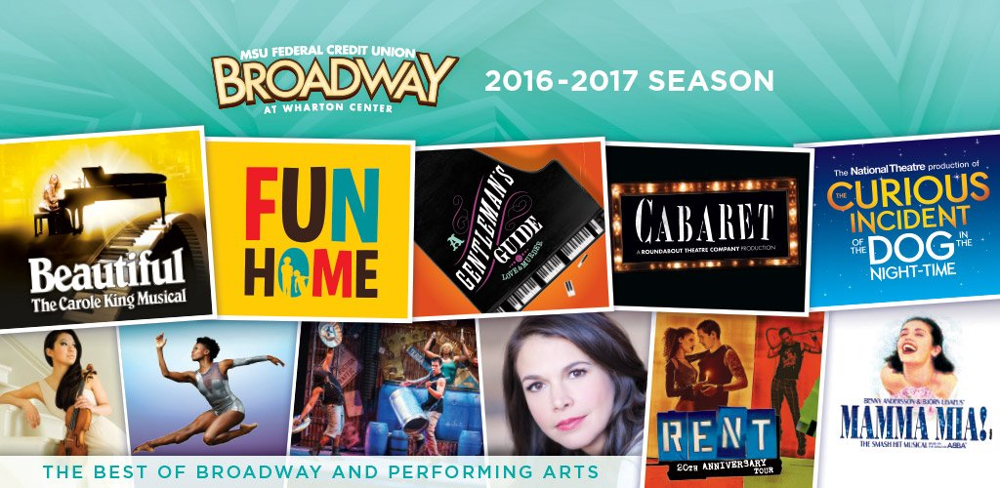 MSU FEDERAL CREDIT UNION
BROADWAY
AT WHARTON CENTER
2016-2017 SEASON
Beautiful
The Carole King Musical
FUN
HOME
A
GENTLEMAN'S
GUIDE
TO
LOVE & MURDER
CABARET
A ROUNDABOUT THEATRE COMPANY PRODUCTION
The National Theatre production of
THE CURIOUS
INCIDENT
OF THE DOG IN THE
NIGHT-TIME
RENT
20TH ANNIVERSARY
TOUR
BENNY ANDERSSON & BJÖRN ULVAEUS'
MAMMA MIA!
THE SMASH HIT MUSICAL BASED ON THE SONGS OF ABBA
THE BEST OF BROADWAY AND PERFORMING ARTS